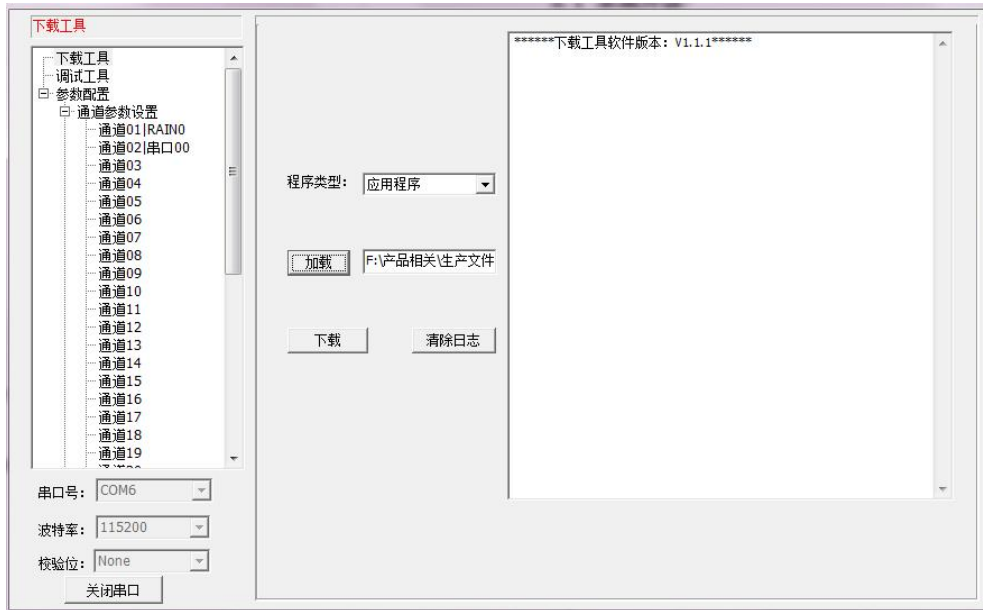 下载工具
下载工具
调试工具
参数配置
通道参数设置
通道01|RAIN0
通道02|串口00
通道03
通道04
通道05
通道06
通道07
通道08
通道09
通道10
通道11
通道12
通道13
通道14
通道15
通道16
通道17
通道18
通道19
串口号： COM6
波特率： 115200
校验位： None
关闭串口
程序类型： 应用程序
加载 F:\产品相关\生产文件
下载 清除日志
******下载工具软件版本：V1.1.1******